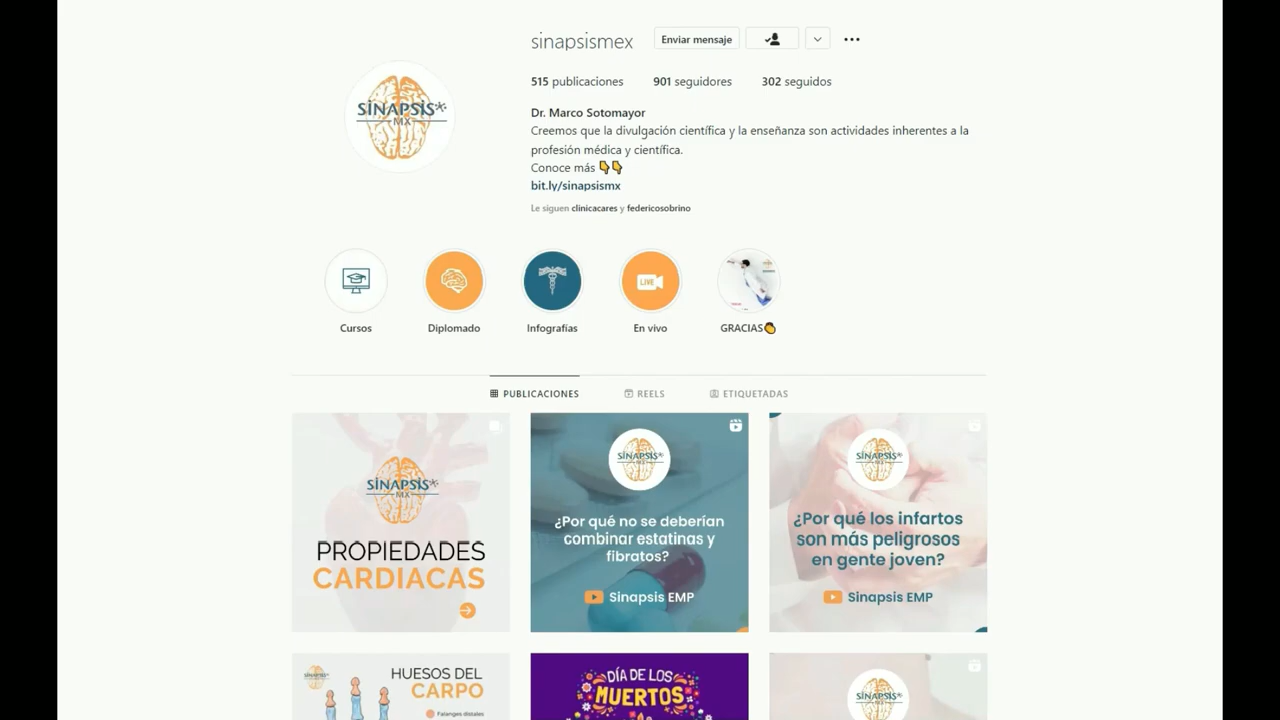 sinapsismex
Enviar mensaje
515 publicaciones
901 seguidores
302 seguidos
Dr. Marco Sotomayor
Creemos que la divulgación científica y la enseñanza son actividades inherentes a la
profesión médica y científica.
Conoce más 👇👇
bit.ly/sinapsismx
Le siguen clinicacares y federicosobrino
SINAPSIS
MX
LIVE
Cursos
Diplomado
Infografías
En vivo
GRACIAS👏
PUBLICACIONES
REELS
ETIQUETADAS
SINAPSIS
MX
PROPIEDADES
CARDIACAS
SINAPSIS
MX
¿Por qué no se deberían
combinar estatinas y
fibratos?
Sinapsis EMP
SINAPSIS
MX
¿Por qué los infartos
son más peligrosos
en gente joven?
Sinapsis EMP
SINAPSIS
HUESOS DEL
CARPO
Falanges distales
DÍA DE LOS
MUERTOS
SINAPSIS
MX